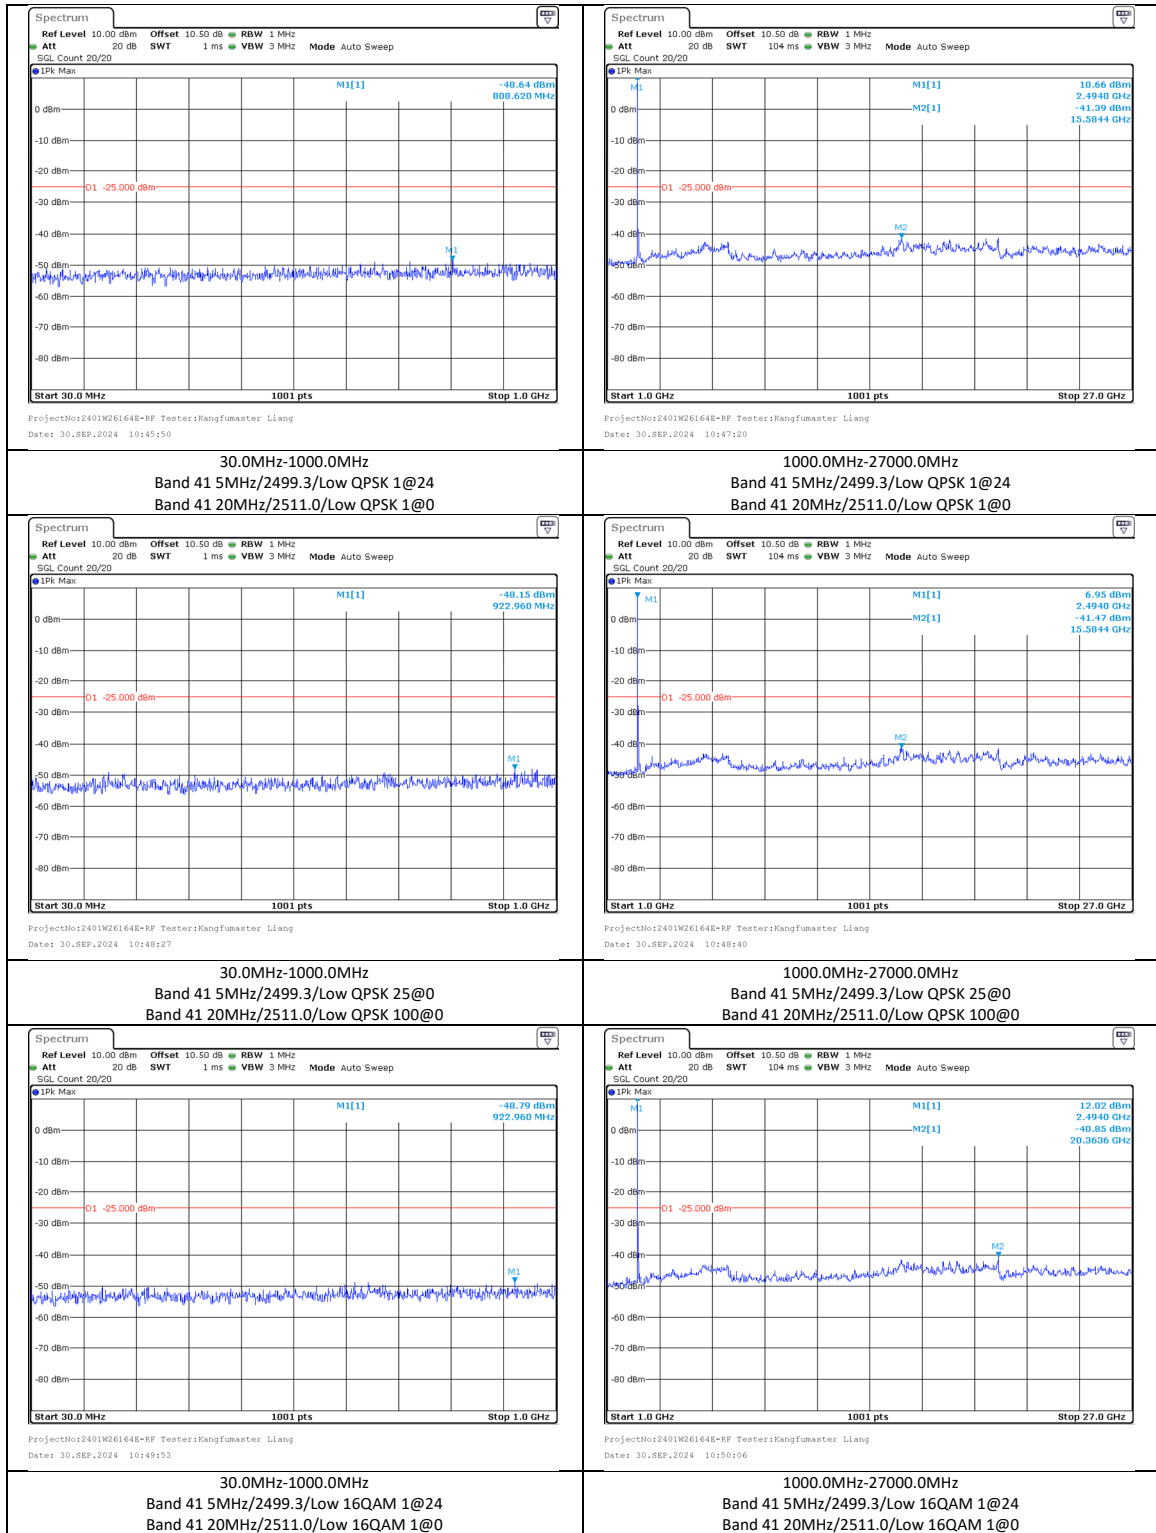 Spectrum
Ref Level 10.00 dBm Offset 10.50 dB RBW 1 MHz
Att 20 dB SWT 1 ms VBW 3 MHz Mode Auto Sweep
SGL Count 20/20
1Pk Max
M1[1] -48.64 dBm
808.620 MHz
0 dBm
-10 dBm
-20 dBm
D1 -25.000 dBm
-30 dBm
-40 dBm
M1
-50 dBm
-60 dBm
-70 dBm
-80 dBm
Start 30.0 MHz 1001 pts Stop 1.0 GHz
ProjectNo:2401W26164E-RF Tester:Kangfumaster Liang
Date: 30.SEP.2024 10:45:50
30.0MHz-1000.0MHz
Band 41 5MHz/2499.3/Low QPSK 1@24
Band 41 20MHz/2511.0/Low QPSK 1@0
Spectrum
Ref Level 10.00 dBm Offset 10.50 dB RBW 1 MHz
Att 20 dB SWT 104 ms VBW 3 MHz Mode Auto Sweep
SGL Count 20/20
1Pk Max
M1
M1[1] 10.66 dBm
2.4940 GHz
0 dBm
M2[1] -41.39 dBm
15.5844 GHz
-10 dBm
-20 dBm
D1 -25.000 dBm
-30 dBm
-40 dBm
M2
-50 dBm
-60 dBm
-70 dBm
-80 dBm
Start 1.0 GHz 1001 pts Stop 27.0 GHz
ProjectNo:2401W26164E-RF Tester:Kangfumaster Liang
Date: 30.SEP.2024 10:47:20
1000.0MHz-27000.0MHz
Band 41 5MHz/2499.3/Low QPSK 1@24
Band 41 20MHz/2511.0/Low QPSK 1@0
Spectrum
Ref Level 10.00 dBm Offset 10.50 dB RBW 1 MHz
Att 20 dB SWT 1 ms VBW 3 MHz Mode Auto Sweep
SGL Count 20/20
1Pk Max
M1[1] -48.15 dBm
922.960 MHz
0 dBm
-10 dBm
-20 dBm
D1 -25.000 dBm
-30 dBm
-40 dBm
M1
-50 dBm
-60 dBm
-70 dBm
-80 dBm
Start 30.0 MHz 1001 pts Stop 1.0 GHz
ProjectNo:2401W26164E-RF Tester:Kangfumaster Liang
Date: 30.SEP.2024 10:48:27
30.0MHz-1000.0MHz
Band 41 5MHz/2499.3/Low QPSK 25@0
Band 41 20MHz/2511.0/Low QPSK 100@0
Spectrum
Ref Level 10.00 dBm Offset 10.50 dB RBW 1 MHz
Att 20 dB SWT 104 ms VBW 3 MHz Mode Auto Sweep
SGL Count 20/20
1Pk Max
M1
M1[1] 6.95 dBm
2.4940 GHz
0 dBm
M2[1] -41.47 dBm
15.5844 GHz
-10 dBm
-20 dBm
D1 -25.000 dBm
-30 dBm
-40 dBm
M2
-50 dBm
-60 dBm
-70 dBm
-80 dBm
Start 1.0 GHz 1001 pts Stop 27.0 GHz
ProjectNo:2401W26164E-RF Tester:Kangfumaster Liang
Date: 30.SEP.2024 10:48:40
1000.0MHz-27000.0MHz
Band 41 5MHz/2499.3/Low QPSK 25@0
Band 41 20MHz/2511.0/Low QPSK 100@0
Spectrum
Ref Level 10.00 dBm Offset 10.50 dB RBW 1 MHz
Att 20 dB SWT 1 ms VBW 3 MHz Mode Auto Sweep
SGL Count 20/20
1Pk Max
M1[1] -48.79 dBm
922.960 MHz
0 dBm
-10 dBm
-20 dBm
D1 -25.000 dBm
-30 dBm
-40 dBm
M1
-50 dBm
-60 dBm
-70 dBm
-80 dBm
Start 30.0 MHz 1001 pts Stop 1.0 GHz
ProjectNo:2401W26164E-RF Tester:Kangfumaster Liang
Date: 30.SEP.2024 10:49:53
30.0MHz-1000.0MHz
Band 41 5MHz/2499.3/Low 16QAM 1@24
Band 41 20MHz/2511.0/Low 16QAM 1@0
Spectrum
Ref Level 10.00 dBm Offset 10.50 dB RBW 1 MHz
Att 20 dB SWT 104 ms VBW 3 MHz Mode Auto Sweep
SGL Count 20/20
1Pk Max
M1
M1[1] 12.02 dBm
2.4940 GHz
0 dBm
M2[1] -40.85 dBm
20.3636 GHz
-10 dBm
-20 dBm
D1 -25.000 dBm
-30 dBm
-40 dBm
M2
-50 dBm
-60 dBm
-70 dBm
-80 dBm
Start 1.0 GHz 1001 pts Stop 27.0 GHz
ProjectNo:2401W26164E-RF Tester:Kangfumaster Liang
Date: 30.SEP.2024 10:50:06
1000.0MHz-27000.0MHz
Band 41 5MHz/2499.3/Low 16QAM 1@24
Band 41 20MHz/2511.0/Low 16QAM 1@0